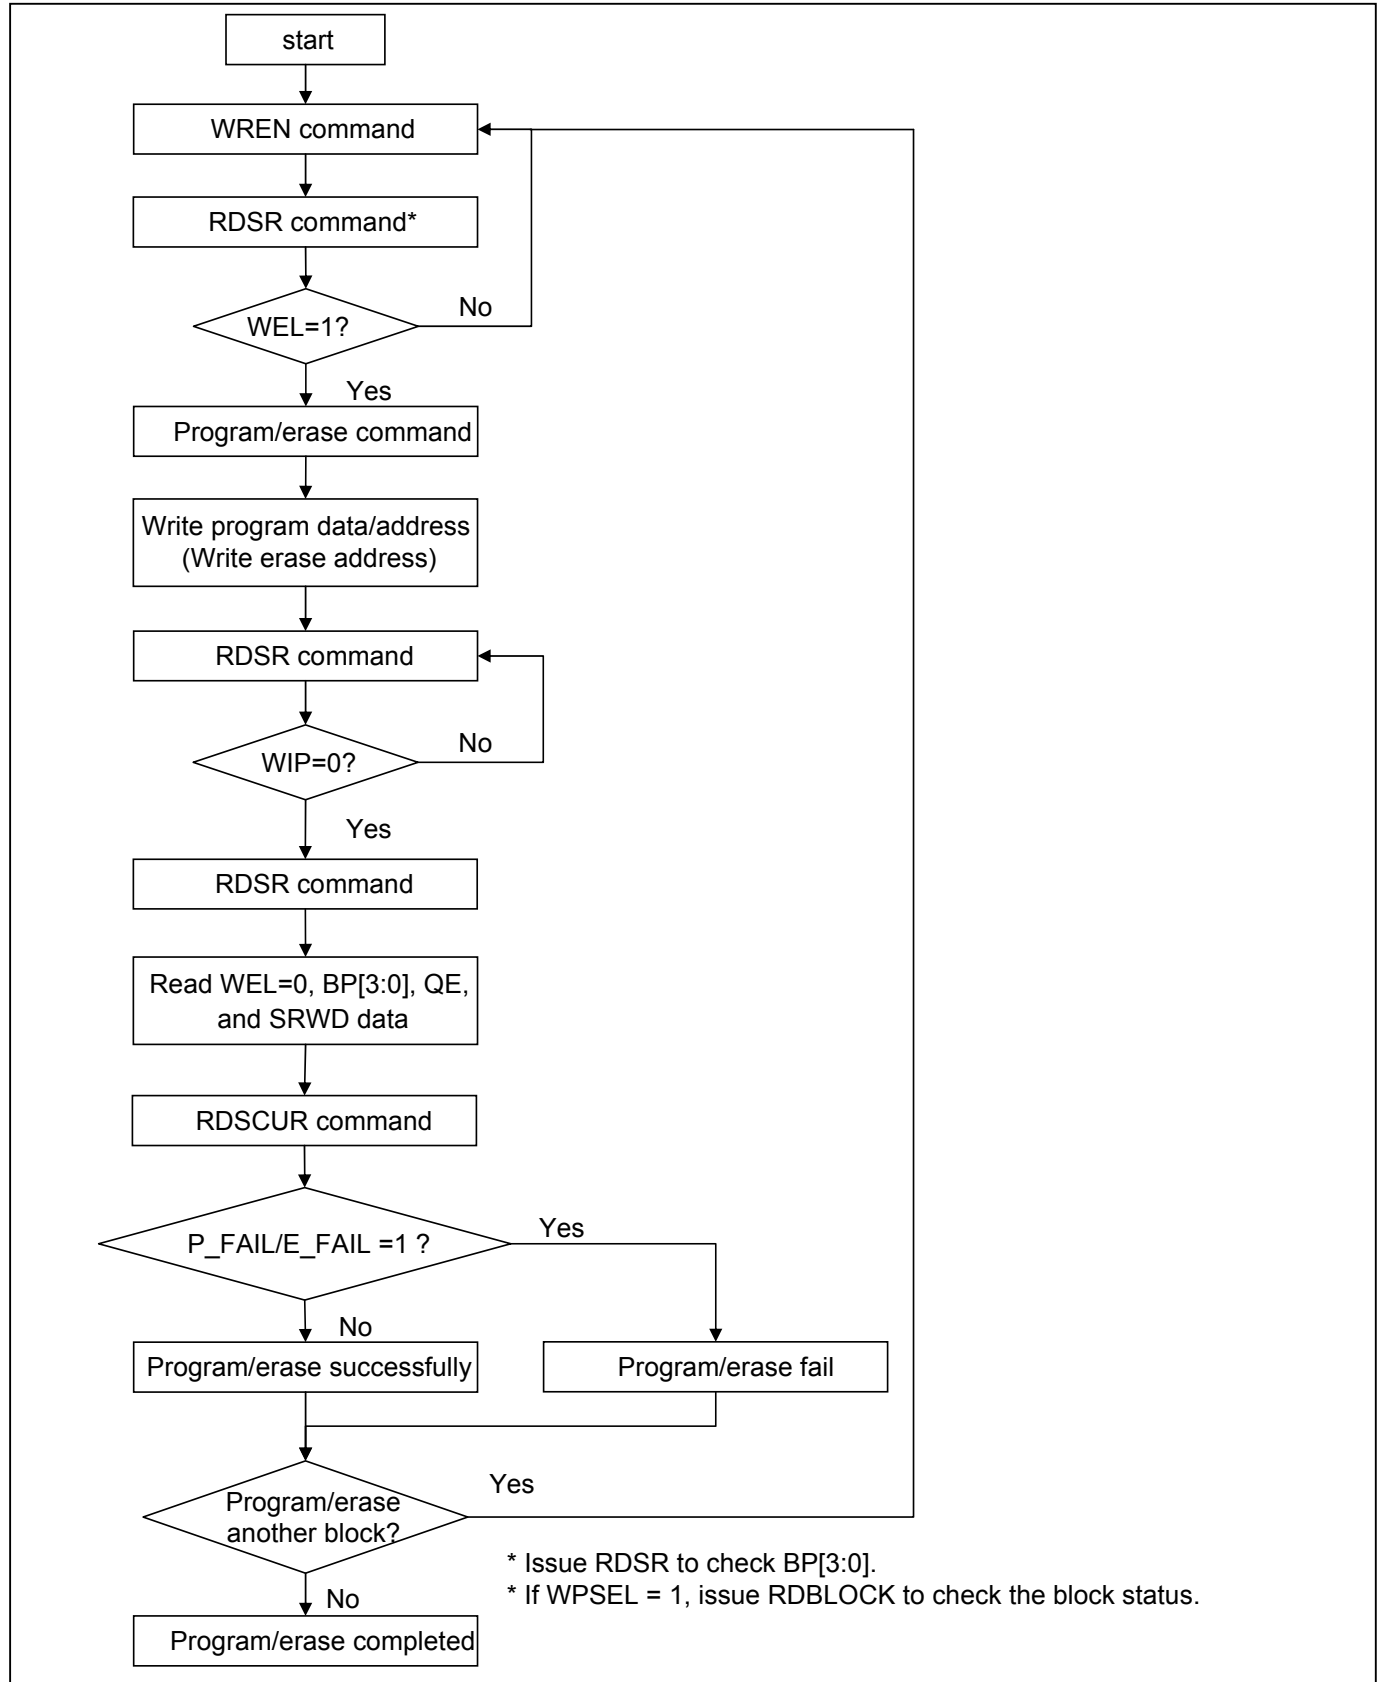 start
WREN command
RDSR command*
WEL=1?
No
Yes
Program/erase command
Write program data/address
(Write erase address)
RDSR command
WIP=0?
No
Yes
RDSR command
Read WEL=0, BP[3:0], QE,
and SRWD data
RDSCUR command
P_FAIL/E_FAIL =1 ?
Yes
No
Program/erase successfully
Program/erase fail
Program/erase
another block?
Yes
* Issue RDSR to check BP[3:0].
* If WPSEL = 1, issue RDBLOCK to check the block status.
No
Program/erase completed